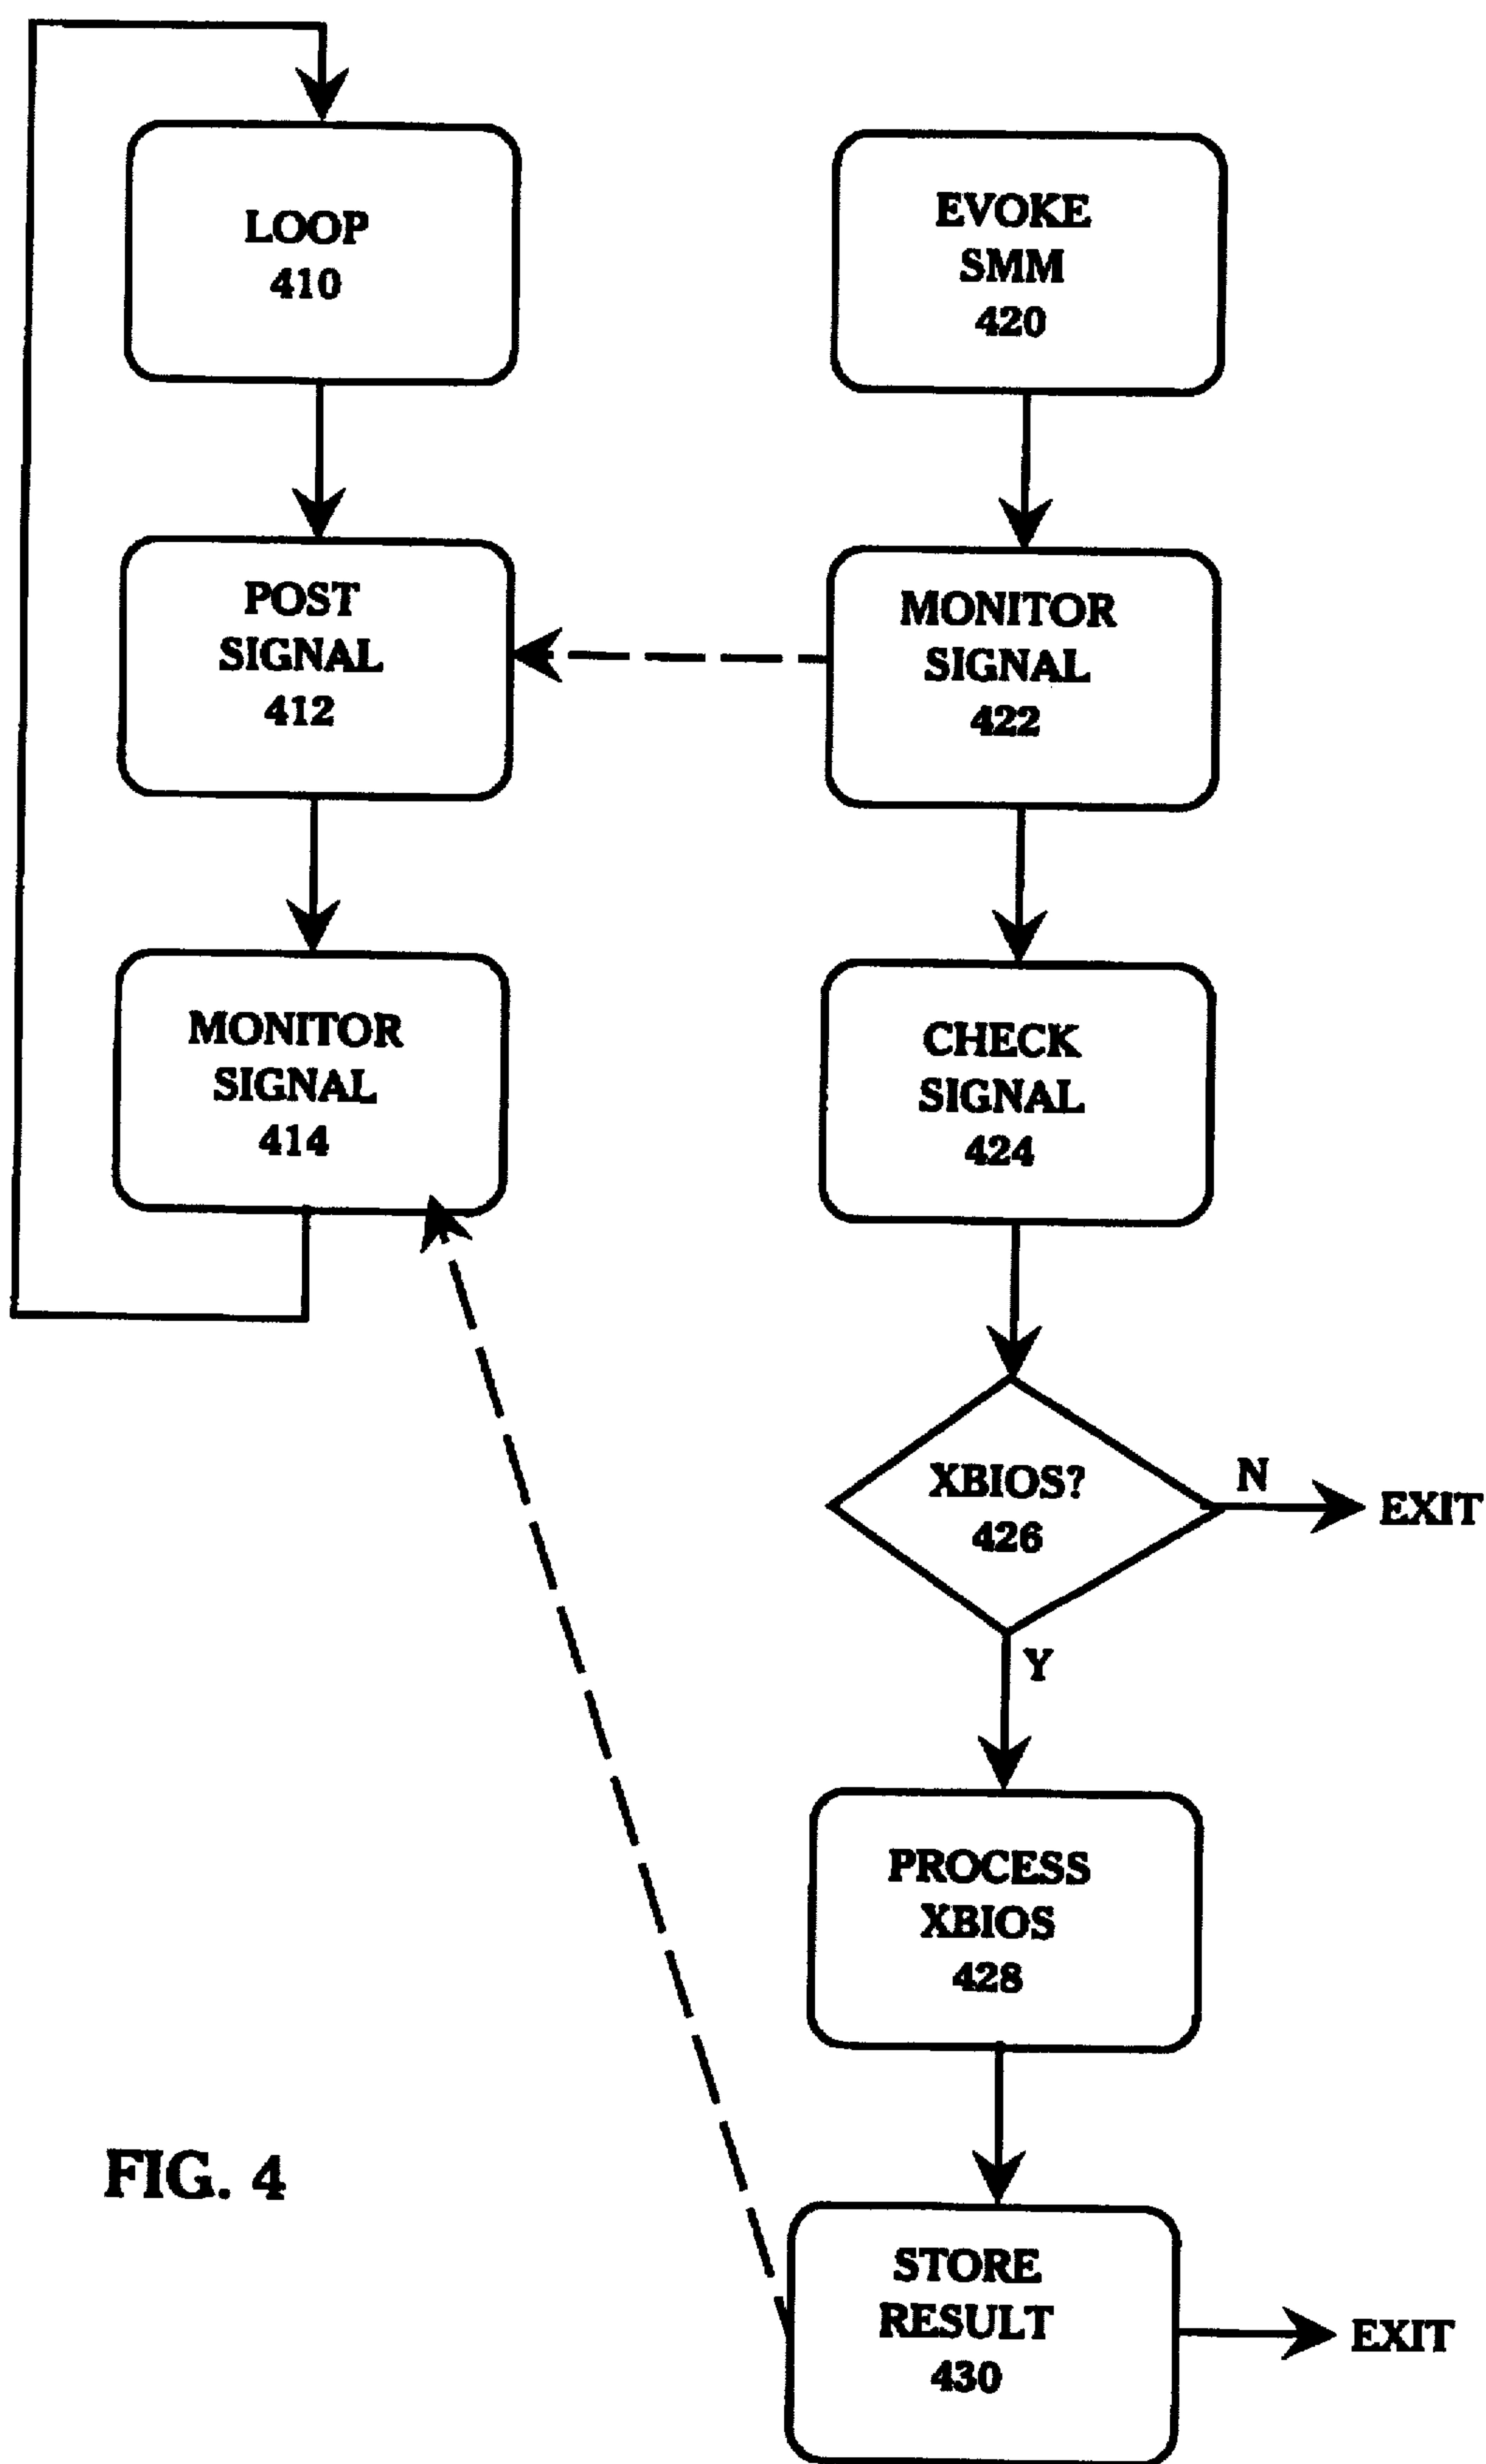 LOOP
410
POST
SIGNAL
412
MONITOR
SIGNAL
414
EVOKE
SMM
420
MONITOR
SIGNAL
422
CHECK
SIGNAL
424
XBIOS?
426
N
EXIT
Y
PROCESS
XBIOS
428
STORE
RESULT
430
EXIT
FIG. 4